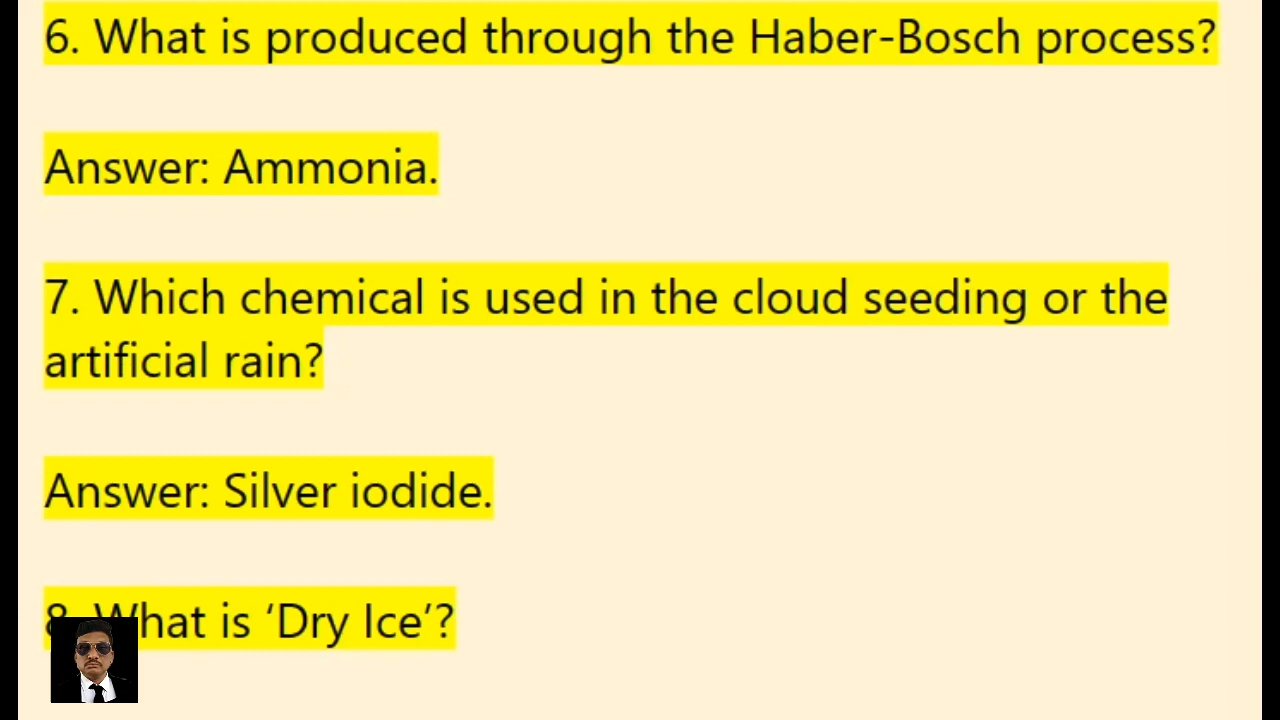 6. What is produced through the Haber-Bosch process?
Answer: Ammonia.
7. Which chemical is used in the cloud seeding or the
artificial rain?
Answer: Silver iodide.
8. What is ‘Dry Ice’?